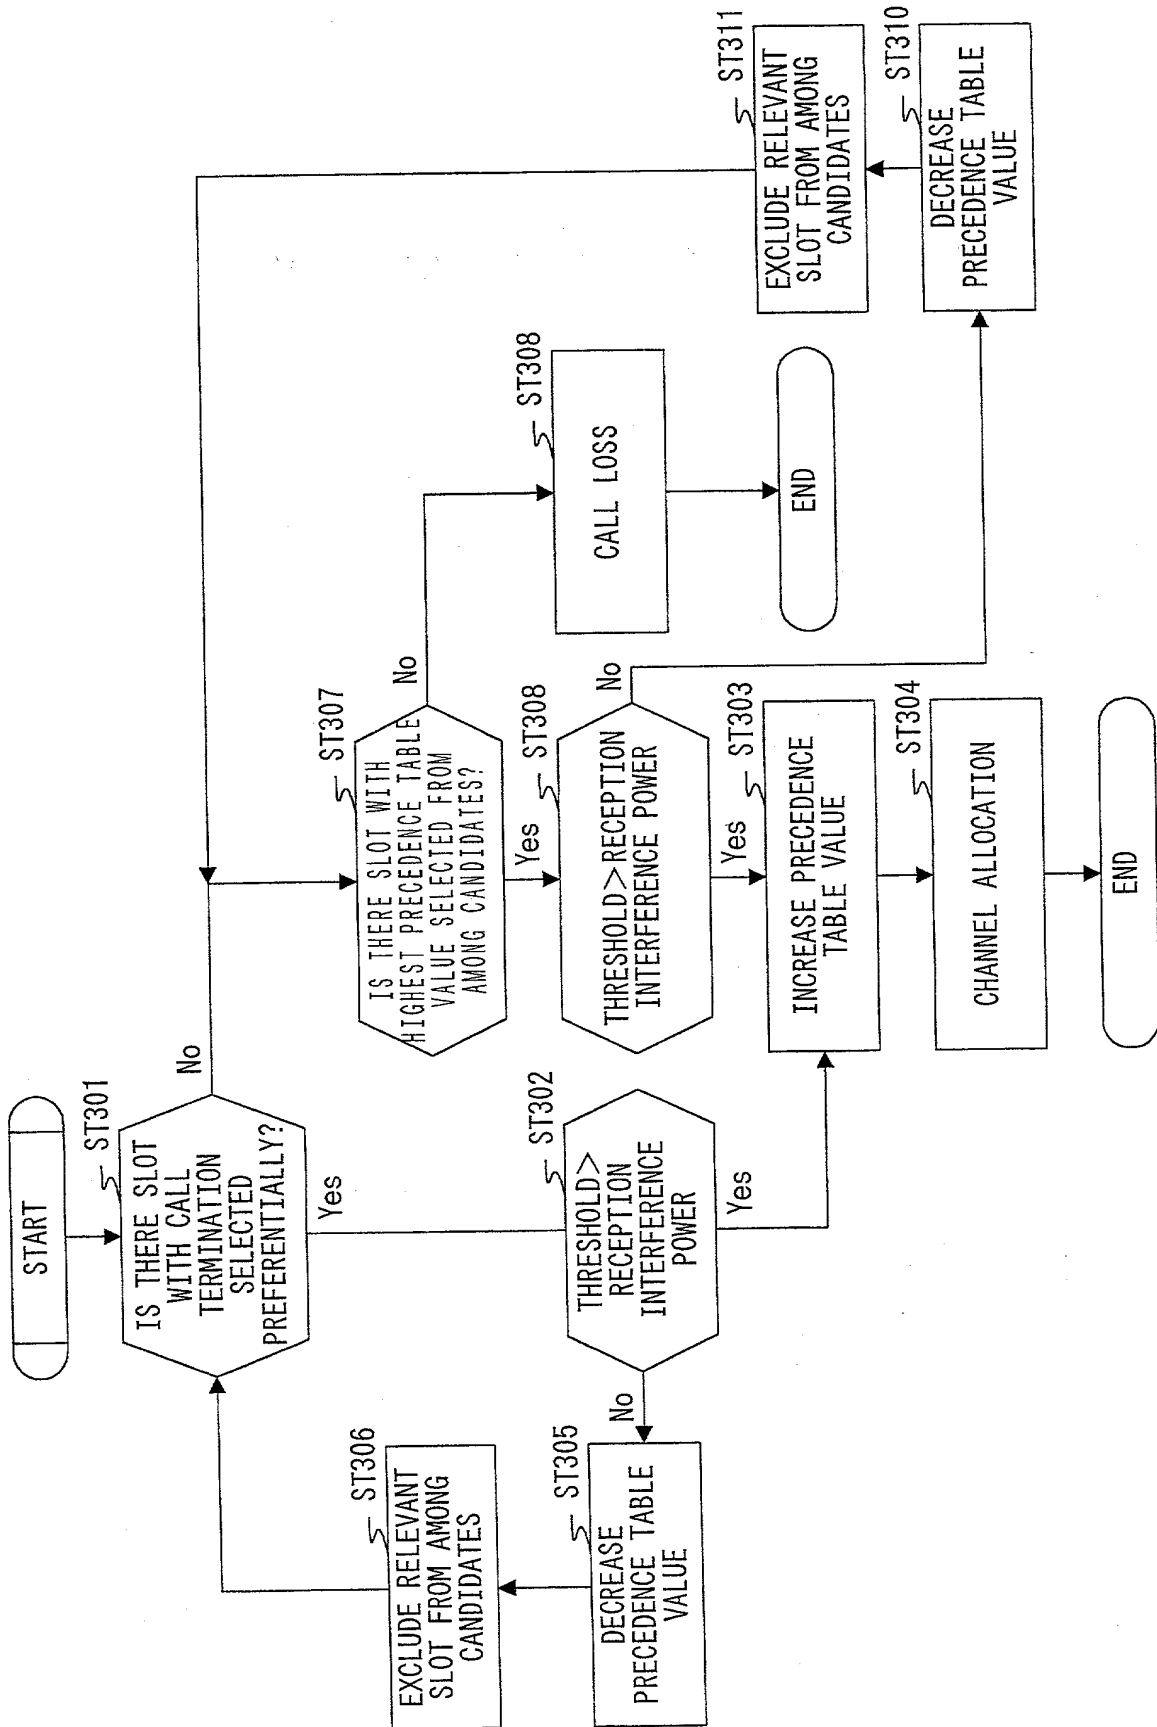 START
ST301
IS THERE SLOT
WITH CALL
TERMINATION
SELECTED
PREFERENTIALLY?
No
Yes
ST302
THRESHOLD>
RECEPTION
INTERFERENCE
POWER
No
Yes
ST305
DECREASE
PRECEDENCE TABLE
VALUE
ST306
EXCLUDE RELEVANT
SLOT FROM AMONG
CANDIDATES
ST307
IS THERE SLOT WITH
HIGHEST PRECEDENCE TABLE
VALUE SELECTED FROM
AMONG CANDIDATES?
No
Yes
ST308
THRESHOLD>RECEPTION
INTERFERENCE POWER
No
Yes
ST303
INCREASE PRECEDENCE
TABLE VALUE
ST304
CHANNEL ALLOCATION
END
ST308
CALL LOSS
END
ST311
EXCLUDE RELEVANT
SLOT FROM AMONG
CANDIDATES
ST310
DECREASE
PRECEDENCE TABLE
VALUE